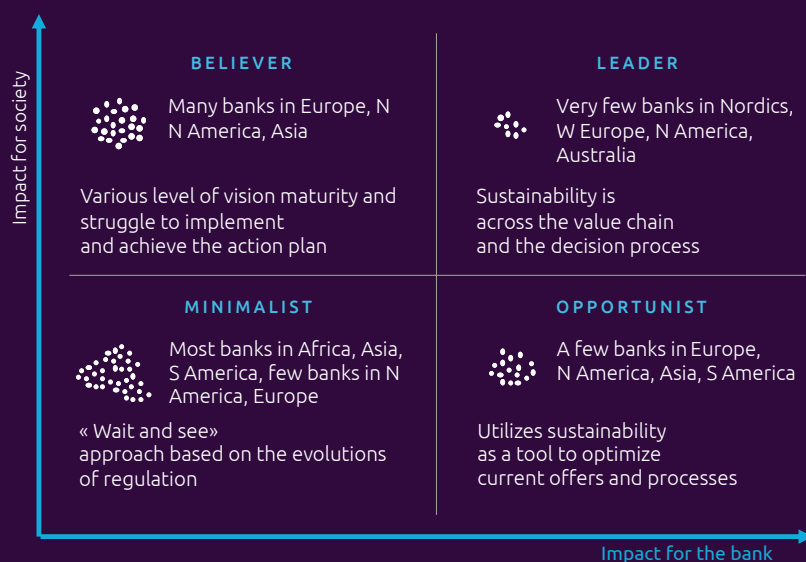 Impact for society
BELIEVER
Many banks in Europe, N
N America, Asia
Various level of vision maturity and
struggle to implement
and achieve the action plan
LEADER
Very few banks in Nordics,
W Europe, N America,
Australia
Sustainability is
across the value chain
and the decision process
MINIMALIST
Most banks in Africa, Asia,
S America, few banks in N
America, Europe
« Wait and see»
approach based on the evolutions
of regulation
OPPORTUNIST
A few banks in Europe,
N America, Asia, S America
Utilizes sustainability
as a tool to optimize
current offers and processes
Impact for the bank